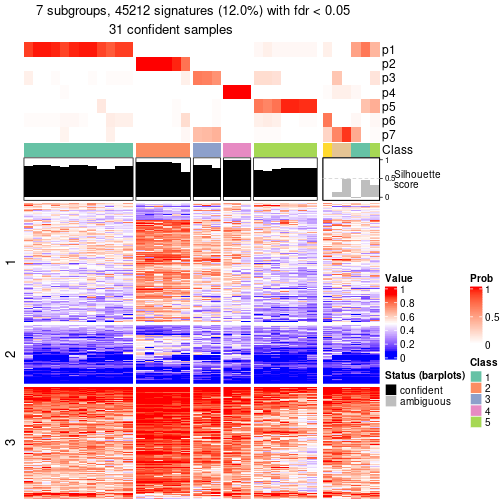 7 subgroups, 45212 signatures (12.0%) with fdr < 0.05
31 confident samples
p1
p2
p3
p4
p5
p6
p7
Class
1
0.5
0
Silhouette
score
1
2
3
Value
1
0.8
0.6
0.4
0.2
0
Prob
1
0.5
0
Status (barplots)
confident
ambiguous
Class
1
2
3
4
5